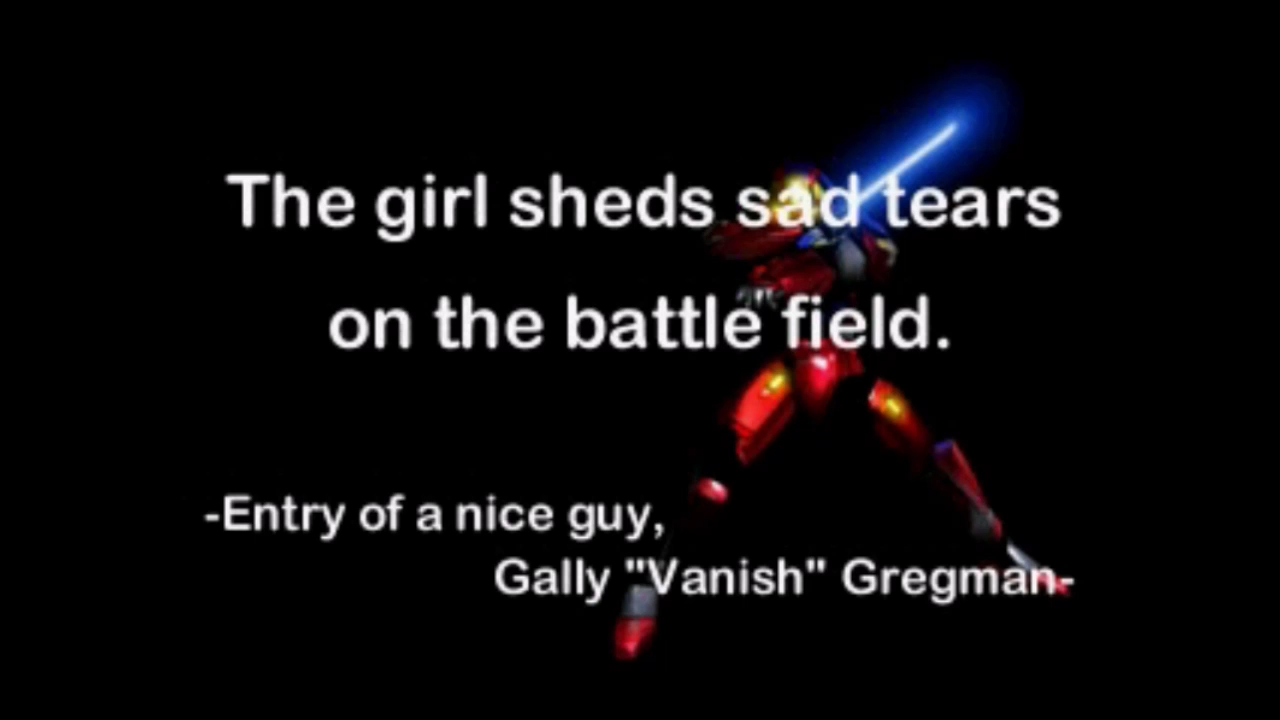 The girl sheds sad tears
on the battle field.
-Entry of a nice guy,
Gally "Vanish" Gregman-